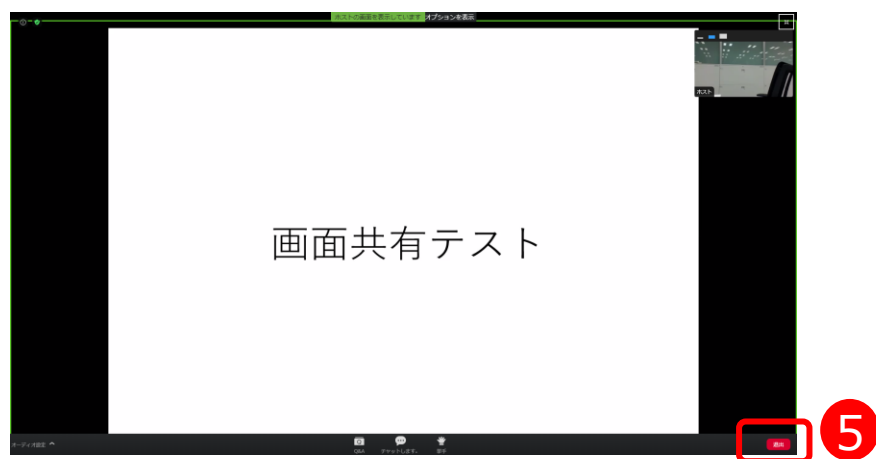 ホストの画面を表示しています オプションを表示
ホスト
画面共有テスト
オーディオ設定
Q&A チャットします。 挙手
退出
5